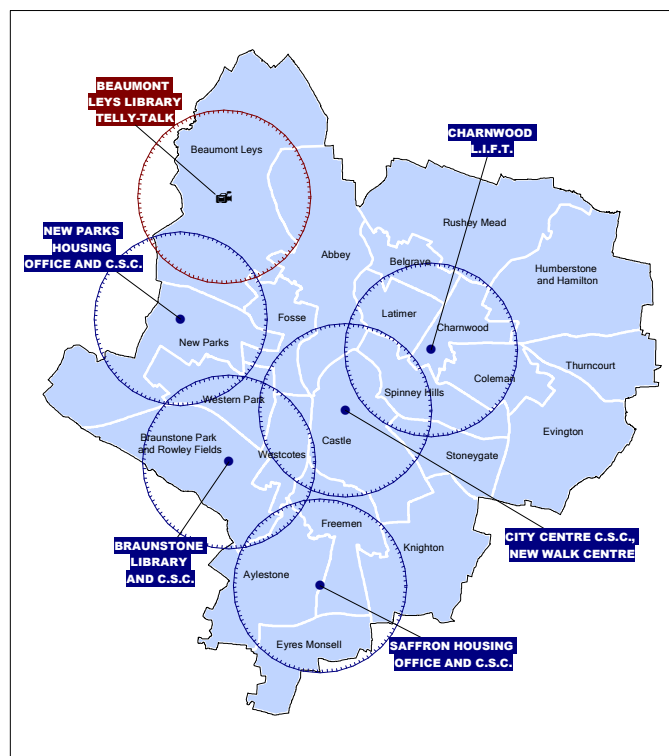 BEAUMONT
LEYS LIBRARY
TELLY-TALK
CHARNWOOD
L.I.F.T.
Beaumont Leys
Rushey Mead
NEW PARKS
HOUSING
OFFICE AND C.S.C.
Abbey
Belgrave
Humberstone
and Hamilton
Fosse
Latimer
Charnwood
New Parks
Thurncourt
Coleman
Spinney Hills
Western Park
Evington
Braunstone Park
and Rowley Fields
Castle
Westcotes
Stoneygate
Freemen
CITY CENTRE C.S.C.,
NEW WALK CENTRE
BRAUNSTONE
LIBRARY
AND C.S.C.
Knighton
Aylestone
Eyres Monsell
SAFFRON HOUSING
OFFICE AND C.S.C.